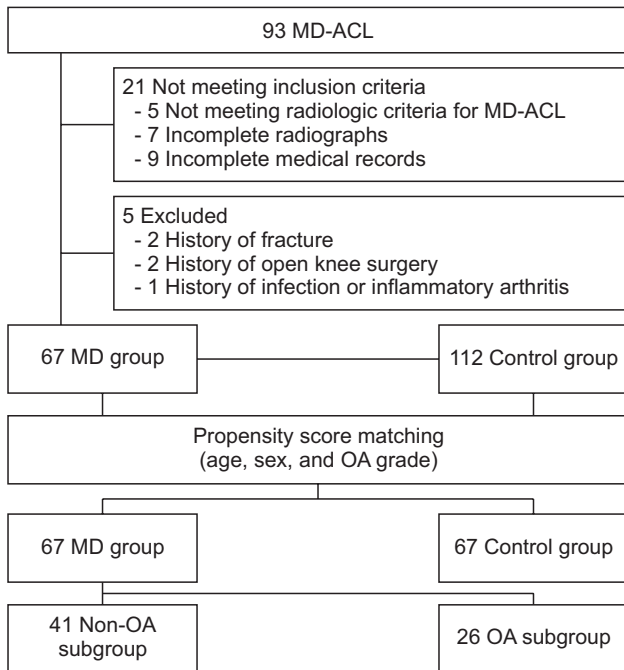 93 MD-ACL
21 Not meeting inclusion criteria
- 5 Not meeting radiologic criteria for MD-ACL
- 7 Incomplete radiographs
- 9 Incomplete medical records
5 Excluded
- 2 History of fracture
- 2 History of open knee surgery
- 1 History of infection or inflammatory arthritis
67 MD group
112 Control group
Propensity score matching
(age, sex, and OA grade)
67 MD group
67 Control group
41 Non-OA
subgroup
26 OA subgroup